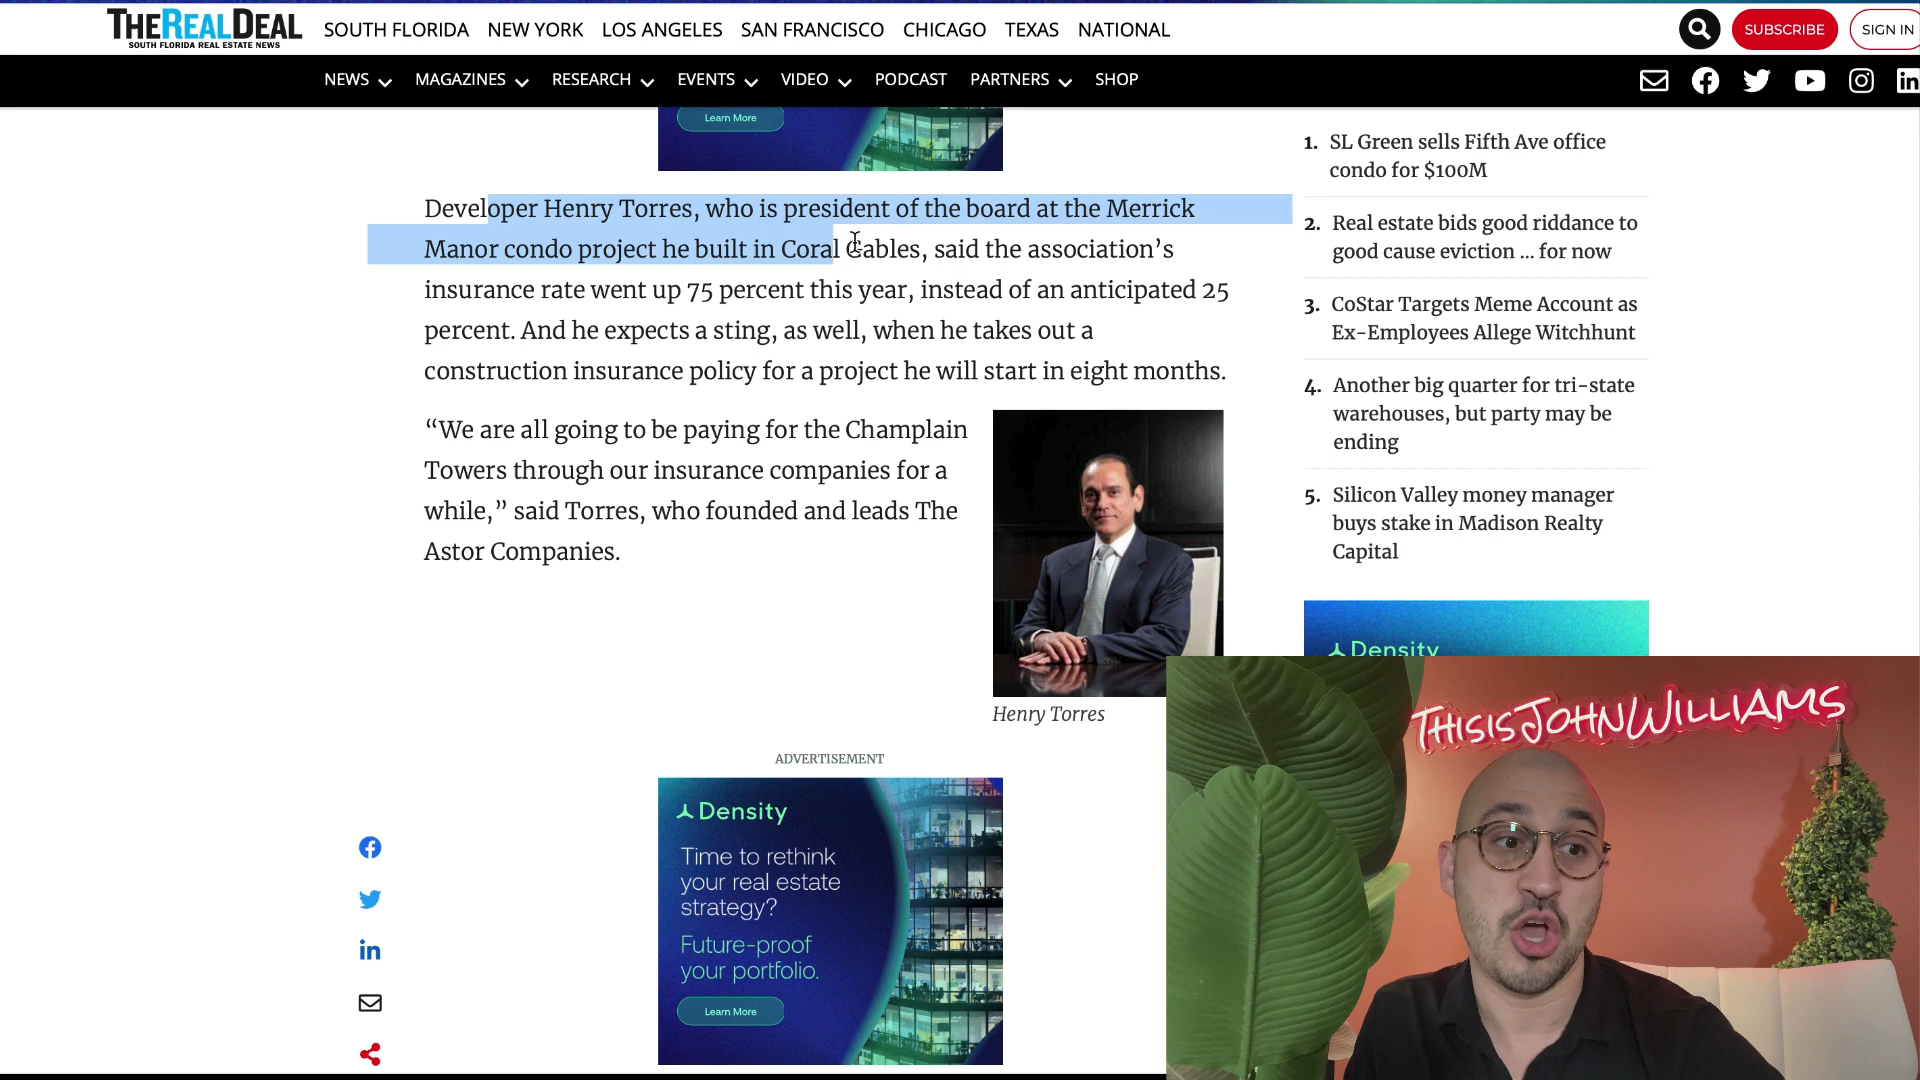 THEREALDEAL
SOUTH FLORIDA REAL ESTATE NEWS
SOUTH FLORIDA NEW YORK LOS ANGELES SAN FRANCISCO CHICAGO TEXAS NATIONAL
SUBSCRIBE
SIGN IN
NEWS MAGAZINES RESEARCH EVENTS VIDEO PODCAST PARTNERS SHOP
Learn More
Developer Henry Torres, who is president of the board at the Merrick
Manor condo project he built in Coral Gables, said the association’s
insurance rate went up 75 percent this year, instead of an anticipated 25
percent. And he expects a sting, as well, when he takes out a
construction insurance policy for a project he will start in eight months.
“We are all going to be paying for the Champlain
Towers through our insurance companies for a
while,” said Torres, who founded and leads The
Astor Companies.
Henry Torres
ADVERTISEMENT
Density
Time to rethink
your real estate
strategy?
Future-proof
your portfolio.
Learn More
1. SL Green sells Fifth Ave office
condo for $100M
2. Real estate bids good riddance to
good cause eviction ... for now
3. CoStar Targets Meme Account as
Ex-Employees Allege Witchhunt
4. Another big quarter for tri-state
warehouses, but party may be
ending
5. Silicon Valley money manager
buys stake in Madison Realty
Capital
Density
THISISJOHNWILLIAMS